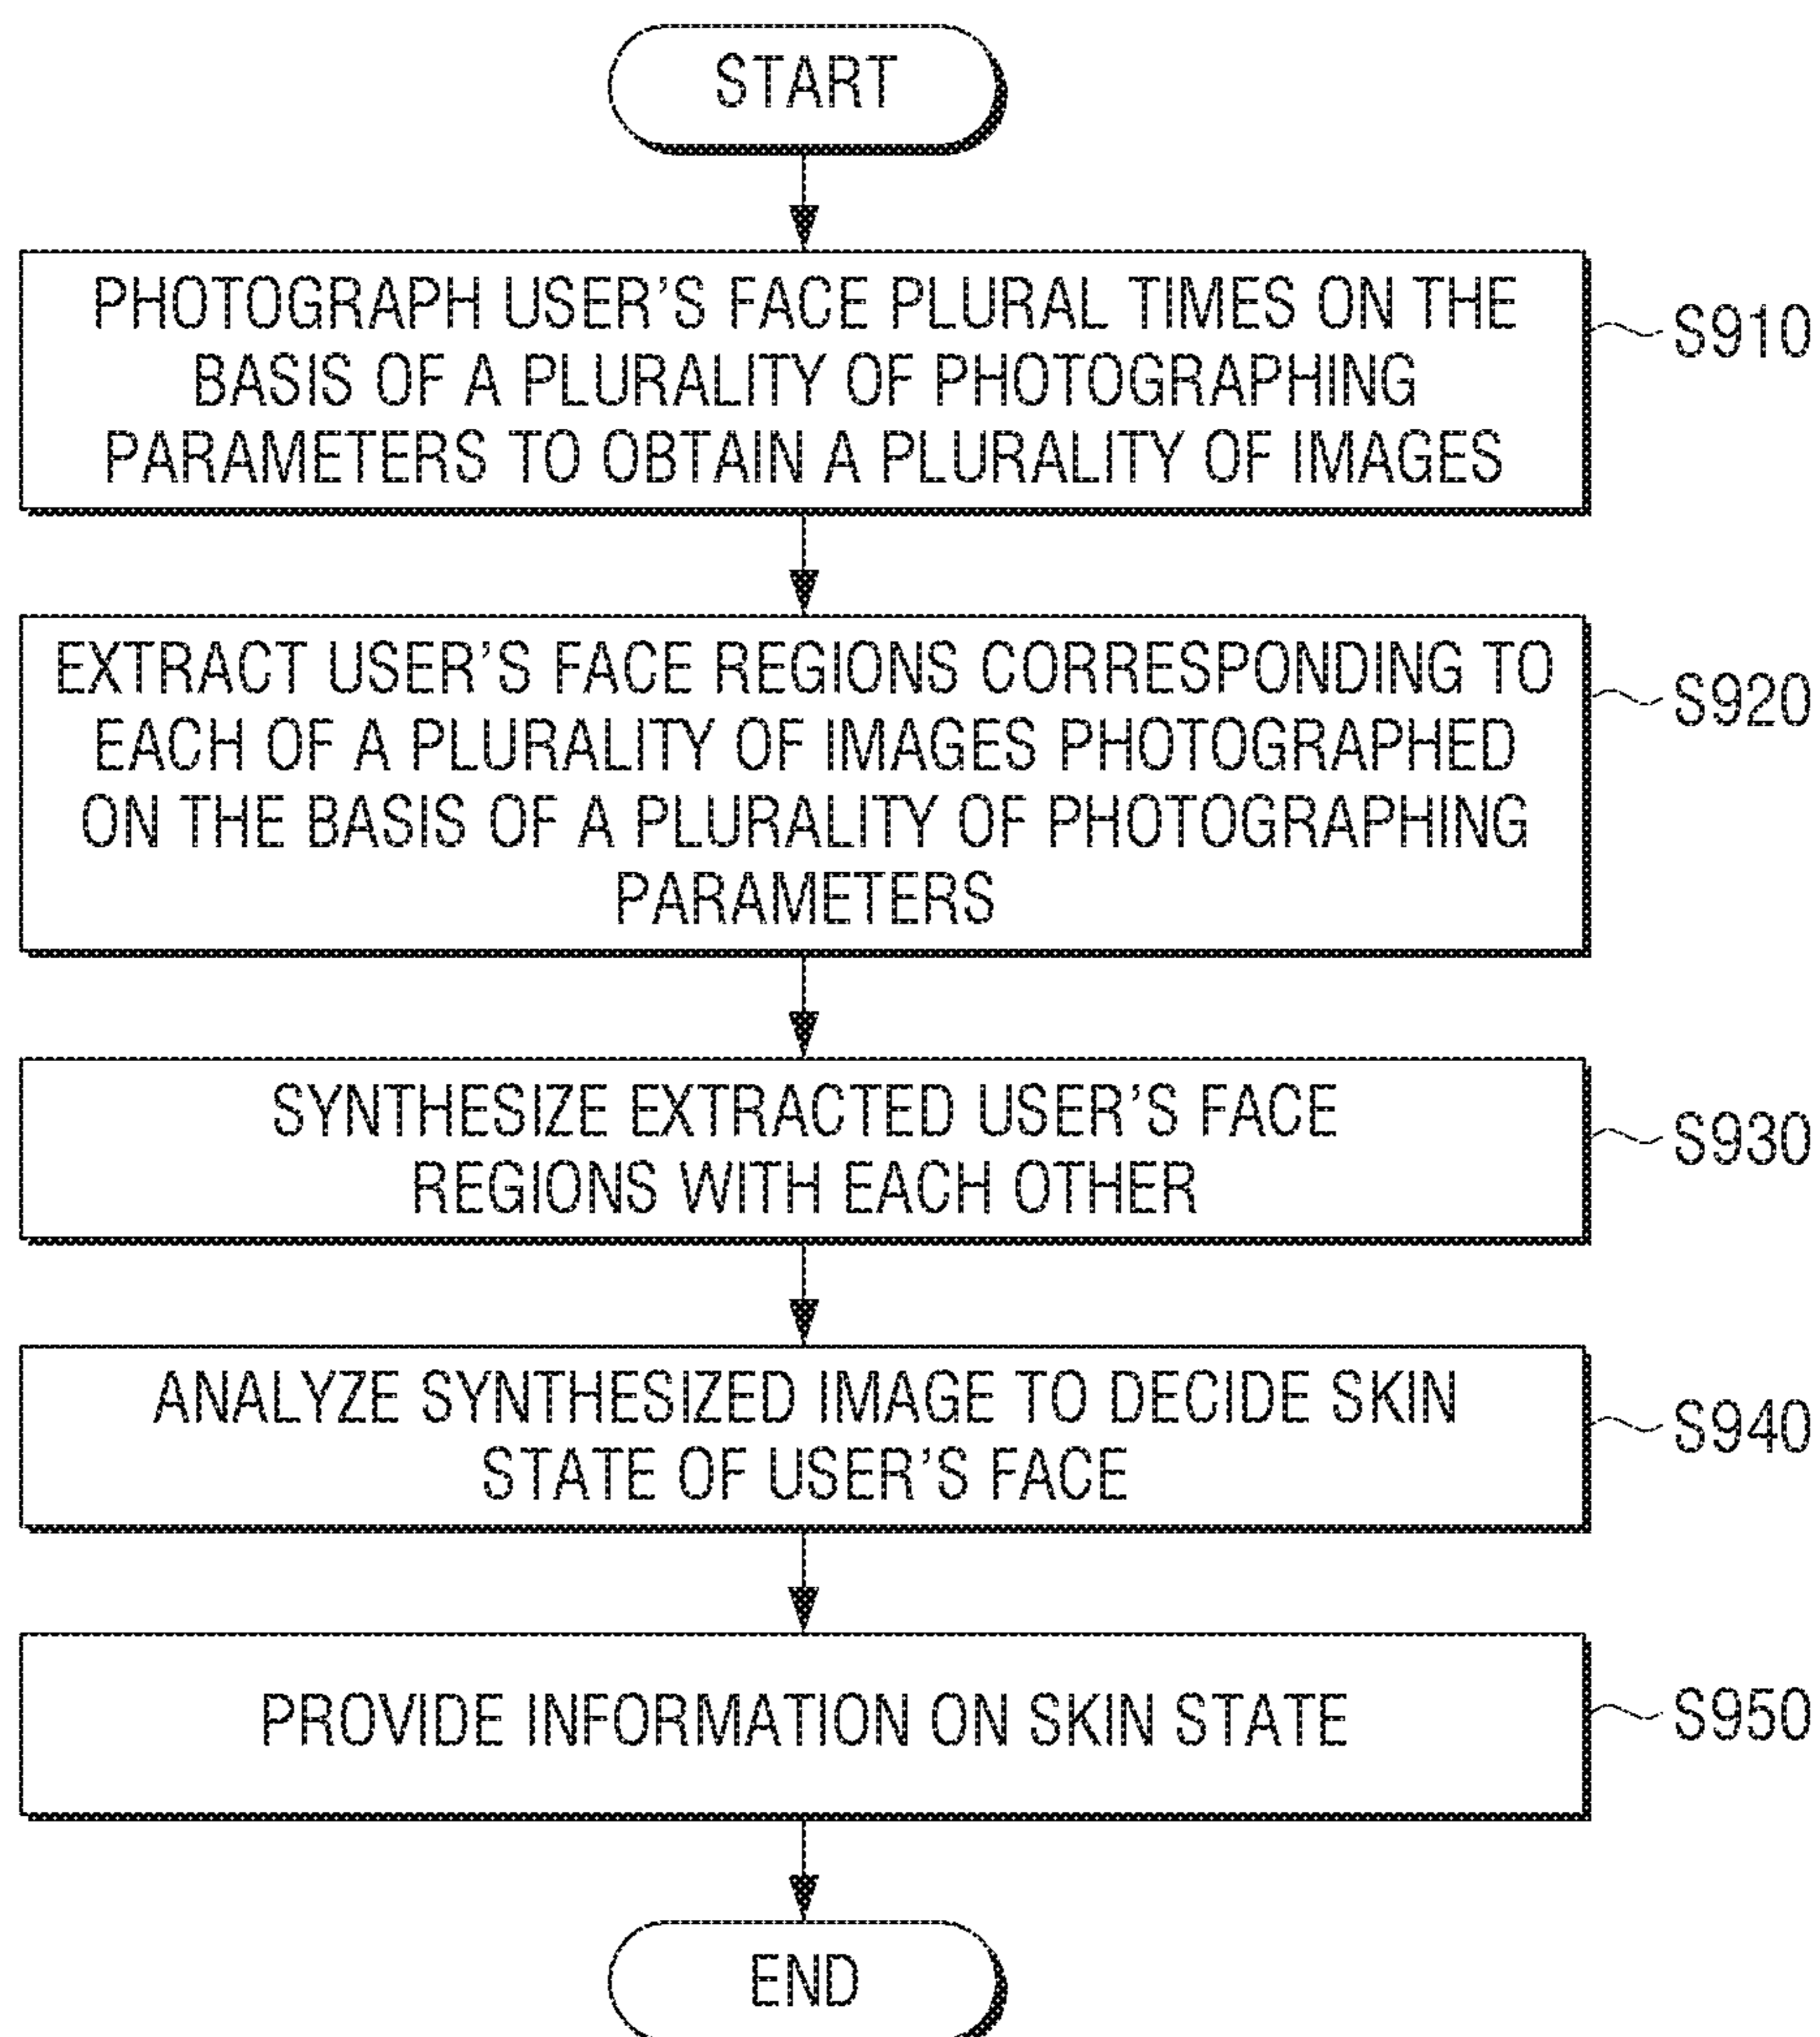 START
PHOTOGRAPH USER'S FACE PLURAL TIMES ON THE
BASIS OF A PLURALITY OF PHOTOGRAPHING
PARAMETERS TO OBTAIN A PLURALITY OF IMAGES
S910
EXTRACT USER'S FACE REGIONS CORRESPONDING TO
EACH OF A PLURALITY OF IMAGES PHOTOGRAPHED
ON THE BASIS OF A PLURALITY OF PHOTOGRAPHING
PARAMETERS
S920
SYNTHESIZE EXTRACTED USER'S FACE
REGIONS WITH EACH OTHER
S930
ANALYZE SYNTHESIZED IMAGE TO DECIDE SKIN
STATE OF USER'S FACE
S940
PROVIDE INFORMATION ON SKIN STATE
S950
END